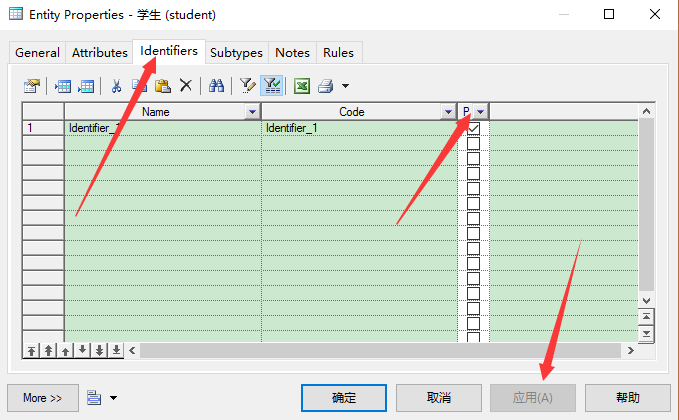 Entity Properties - 学生 (student)
General Attributes Identifiers Subtypes Notes Rules
Name Code P
1 Identifier_1 Identifier_1
More >> 确定 取消 应用(A) 帮助